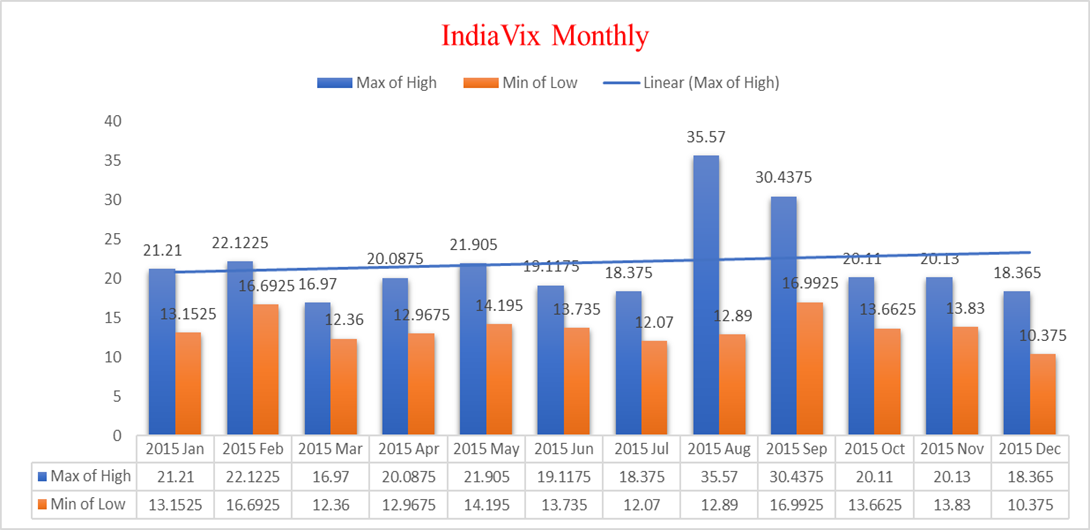 IndiaVix Monthly
Max of High Min of Low Linear (Max of High)
40
35
30
25
20
15
10
5
0
21.21 22.1225 16.97 20.0875 21.905 19.1175 18.375 35.57 30.4375 20.11 20.13 18.365
13.1525 16.6925 12.36 12.9675 14.195 13.735 12.07 12.89 16.9925 13.6625 13.83 10.375
2015 Jan 2015 Feb 2015 Mar 2015 Apr 2015 May 2015 Jun 2015 Jul 2015 Aug 2015 Sep 2015 Oct 2015 Nov 2015 Dec
Max of High 21.21 22.1225 16.97 20.0875 21.905 19.1175 18.375 35.57 30.4375 20.11 20.13 18.365
Min of Low 13.1525 16.6925 12.36 12.9675 14.195 13.735 12.07 12.89 16.9925 13.6625 13.83 10.375